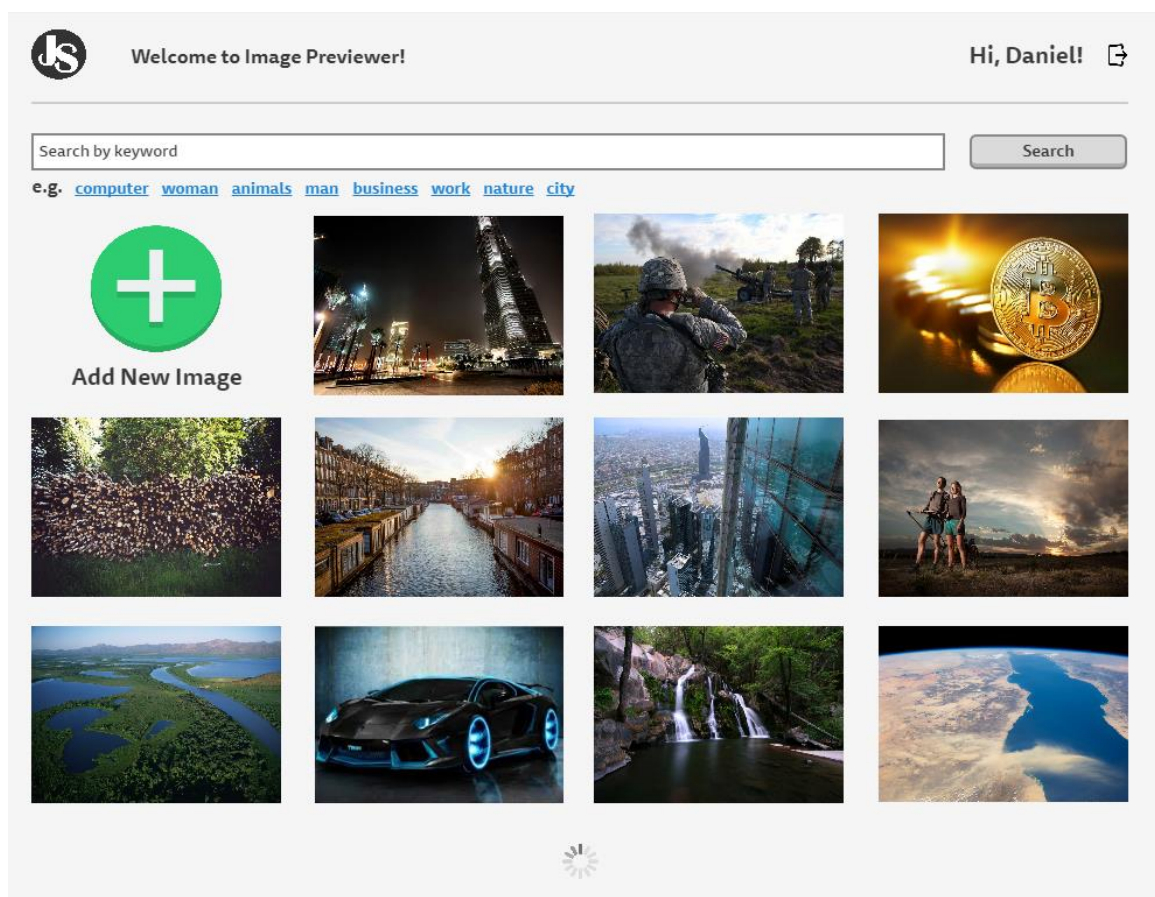 JS
Welcome to Image Previewer!
Hi, Daniel!
Search by keyword
Search
e.g. computer woman animals man business work nature city
Add New Image
B